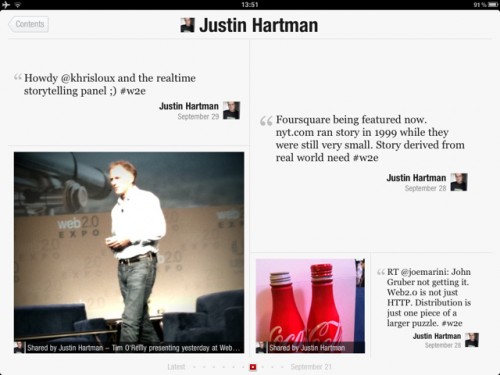 13:51
91 %
Contents
Justin Hartman
Howdy @khrisloux and the realtime
storytelling panel ;) #w2e
Justin Hartman
September 29
Foursquare being featured now.
nyt.com ran story in 1999 while they
were still very small. Story derived from
real world need #w2e
Justin Hartman
September 28
web2.0
EXPO
Shared by Justin Hartman – Tim O'Reilly presenting yesterday at Web...
Coca-Cola
Shared by Justin Hartman
RT @joemarini: John
Gruber not getting it.
Web2.0 is not just
HTTP. Distribution is
just one piece of a
larger puzzle. #w2e
Justin Hartman
September 28
Latest
September 21